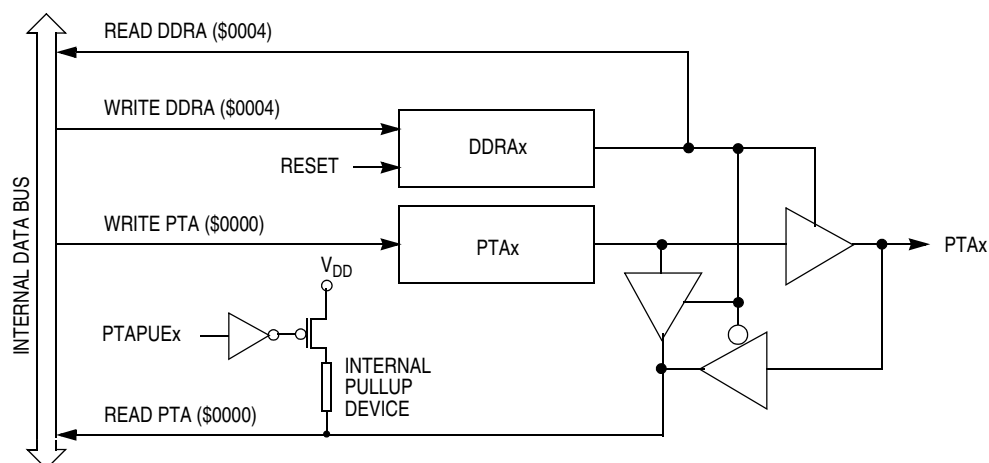 READ DDRA ($0004)
WRITE DDRA ($0004)
DDRAx
RESET
INTERNAL DATA BUS
WRITE PTA ($0000)
PTAx
PTAx
VDD
PTAPUEx
INTERNAL
PULLUP
DEVICE
READ PTA ($0000)